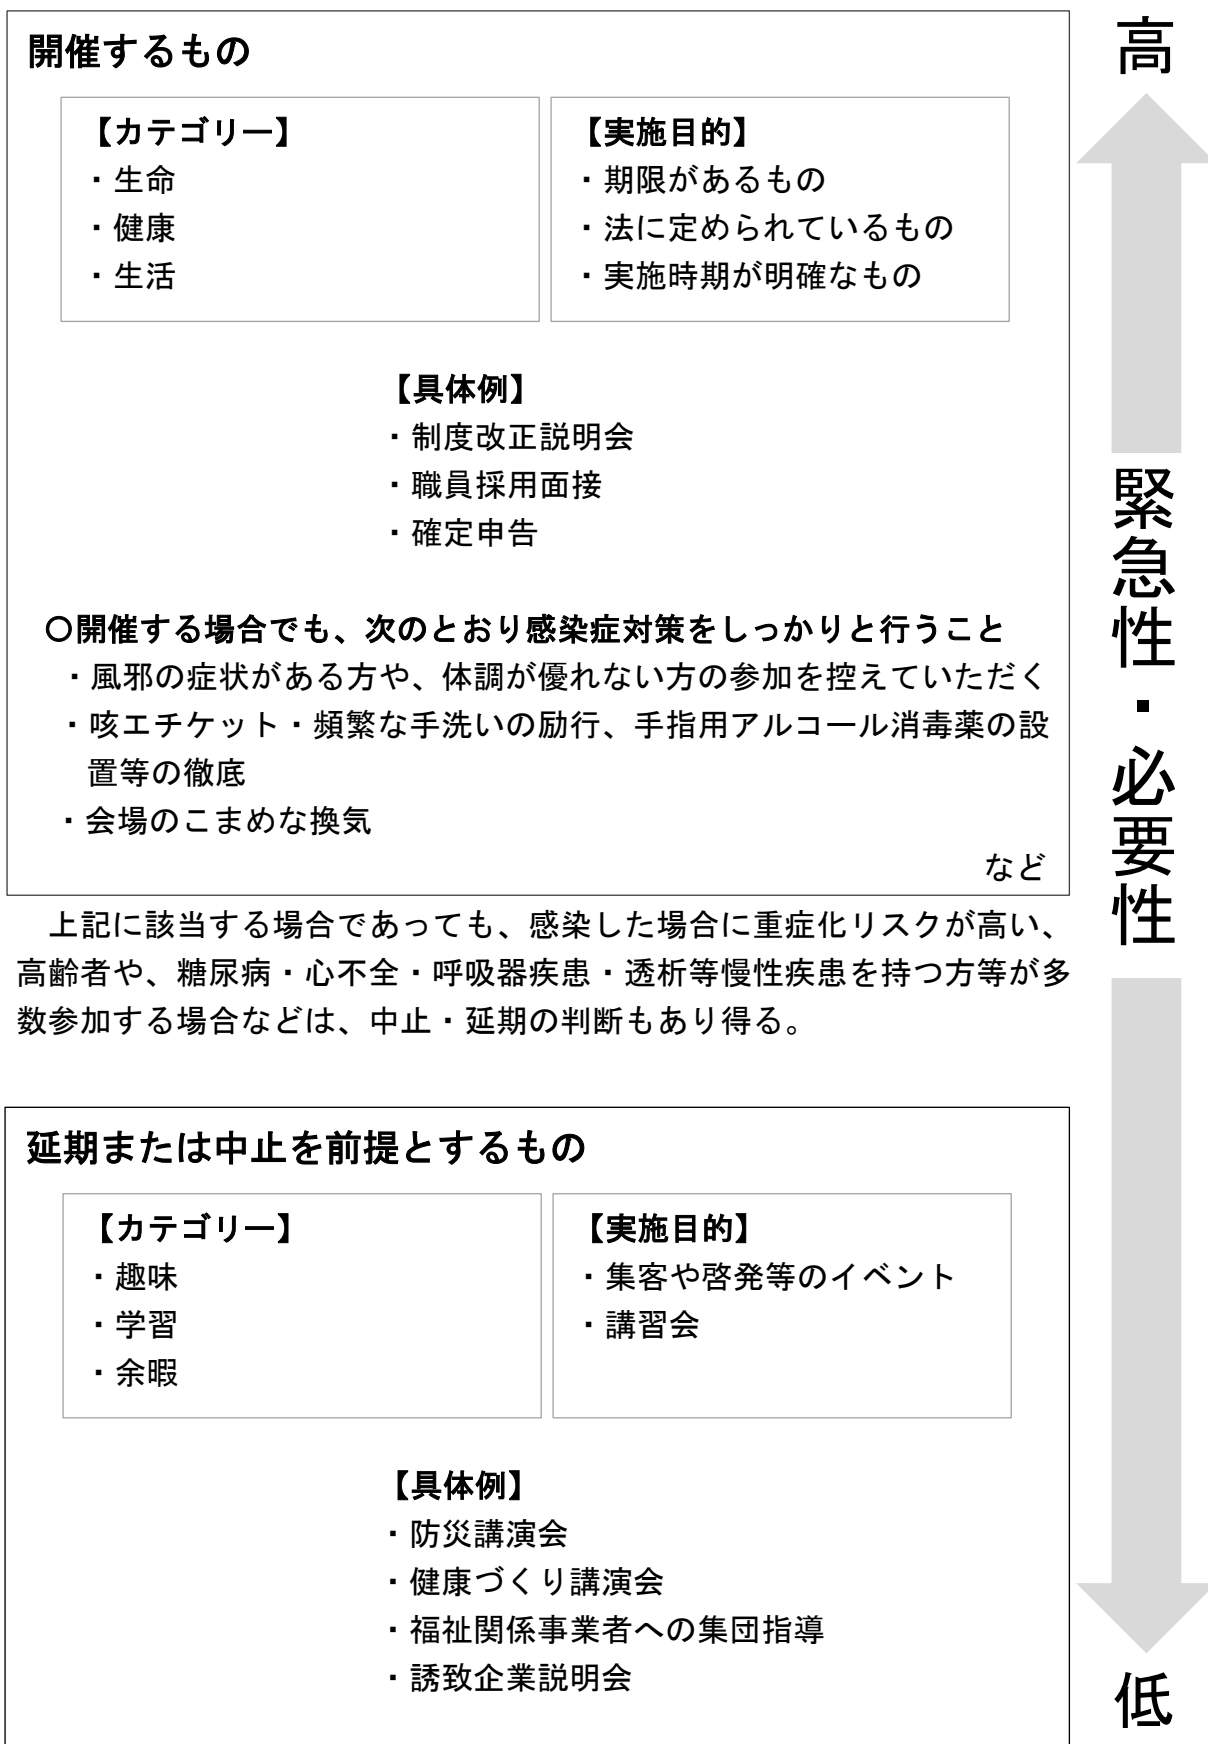 開催するもの
【カテゴリー】
・生命
・健康
・生活
【実施目的】
・期限があるもの
・法に定められているもの
・実施時期が明確なもの
【具体例】
・制度改正説明会
・職員採用面接
・確定申告
〇開催する場合でも、次のとおり感染症対策をしっかりと行うこと
・風邪の症状がある方や、体調が優れない方の参加を控えていただく
・咳エチケット・頻繁な手洗いの励行、手指用アルコール消毒薬の設
置等の徹底
・会場のこまめな換気
など
上記に該当する場合であっても、感染した場合に重症化リスクが高い、
高齢者や、糖尿病・心不全・呼吸器疾患・透析等慢性疾患を持つ方等が多
数参加する場合などは、中止・延期の判断もあり得る。
延期または中止を前提とするもの
【カテゴリー】
・趣味
・学習
・余暇
【実施目的】
・集客や啓発等のイベント
・講習会
【具体例】
・防災講演会
・健康づくり講演会
・福祉関係事業者への集団指導
・誘致企業説明会
高
緊急性・必要性
低